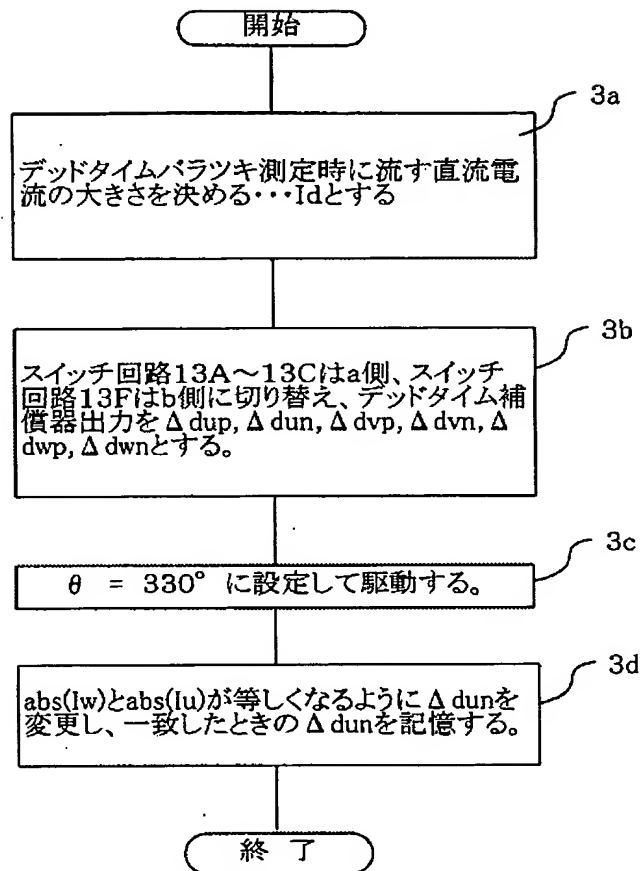 開始
3a
デッドタイムバラツキ測定時に流す直流電
流の大きさを決める・・・Idとする
3b
スイッチ回路13A～13Cはa側、スイッチ
回路13Fはb側に切り替え、デッドタイム補
償器出力をΔdup, Δdun, Δdvp, Δdvn, Δ
dwp, Δdwnとする。
3c
θ = 330° に設定して駆動する。
3d
abs(Iw)とabs(Iu)が等しくなるようにΔdunを
変更し、一致したときのΔdunを記憶する。
終 了